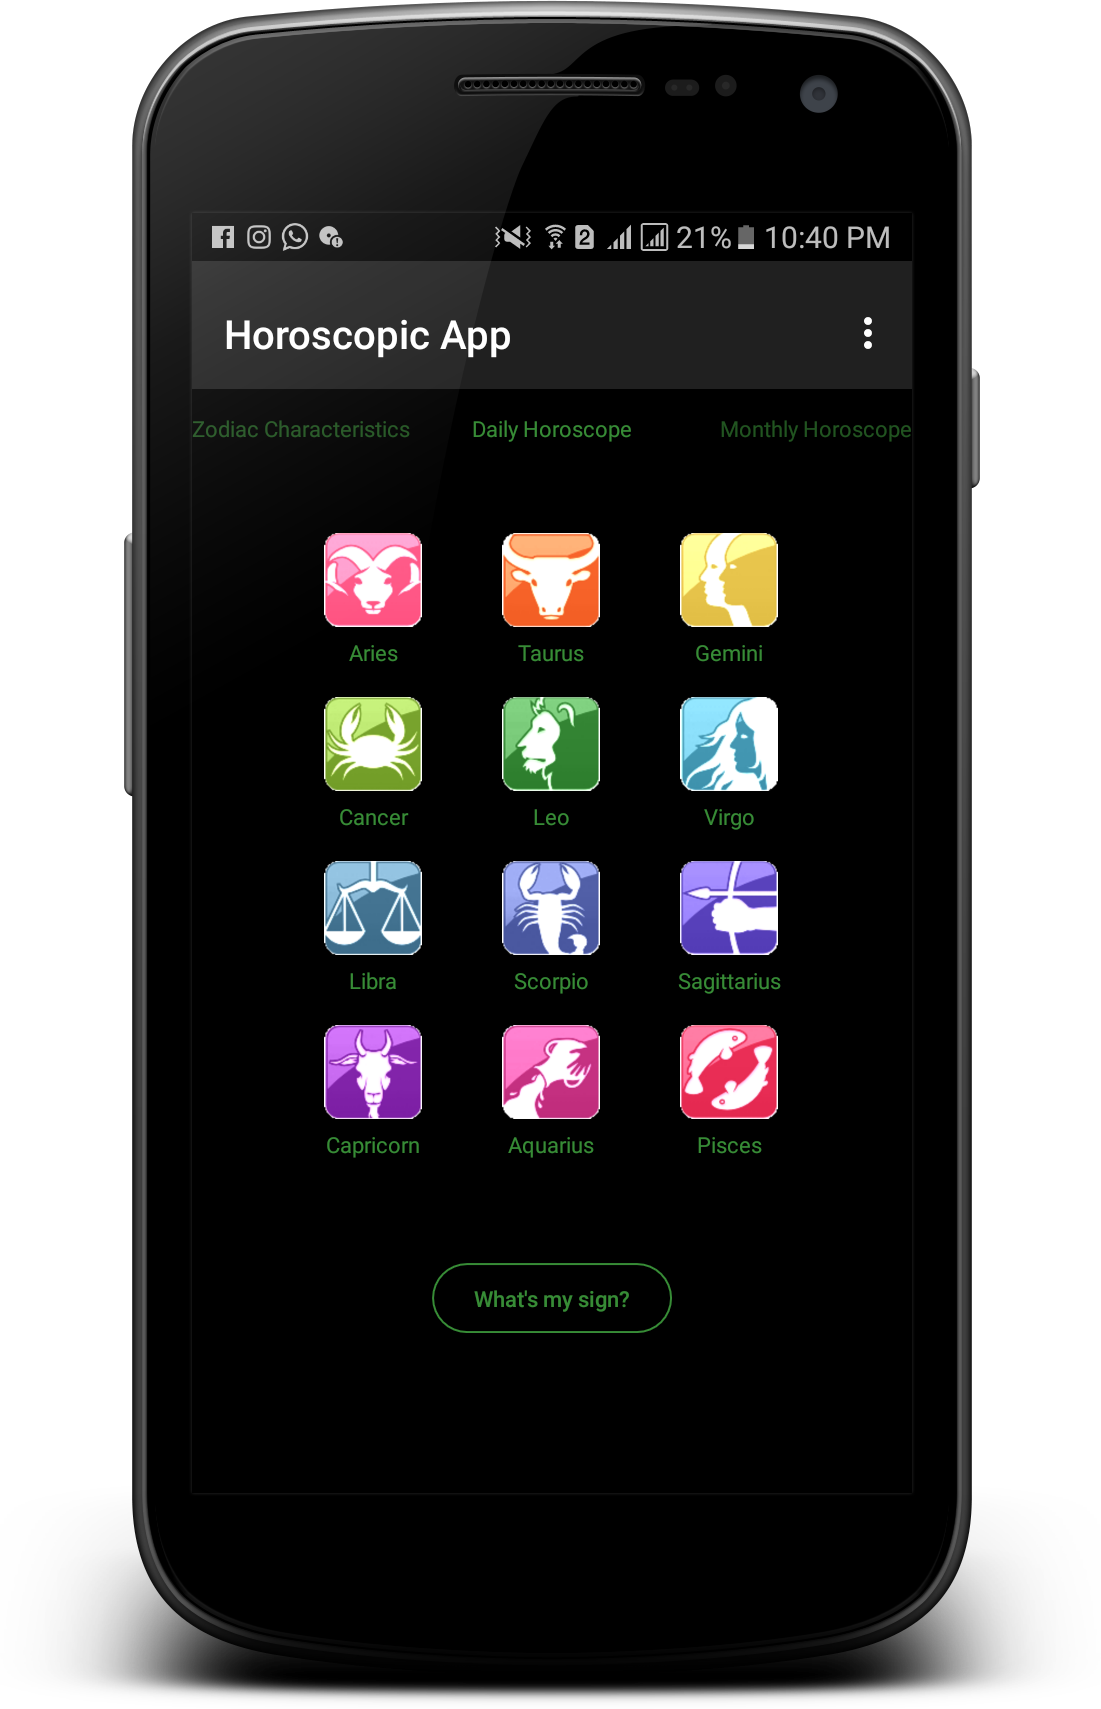 2 21% 10:40 PM
Horoscopic App
Zodiac Characteristics Daily Horoscope Monthly Horoscope
Aries Taurus Gemini
Cancer Leo Virgo
Libra Scorpio Sagittarius
Capricorn Aquarius Pisces
What's my sign?